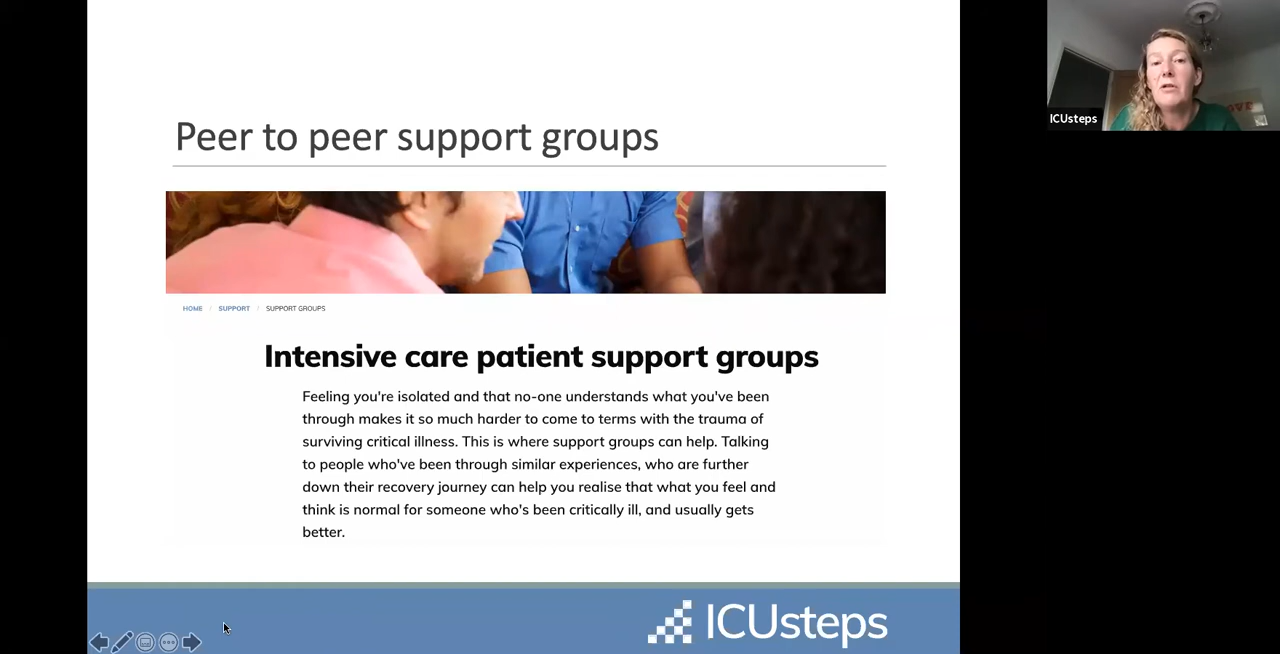 Peer to peer support groups
HOME / SUPPORT / SUPPORT GROUPS
Intensive care patient support groups
Feeling you're isolated and that no-one understands what you've been
through makes it so much harder to come to terms with the trauma of
surviving critical illness. This is where support groups can help. Talking
to people who've been through similar experiences, who are further
down their recovery journey can help you realise that what you feel and
think is normal for someone who's been critically ill, and usually gets
better.
ICUsteps
ICUsteps